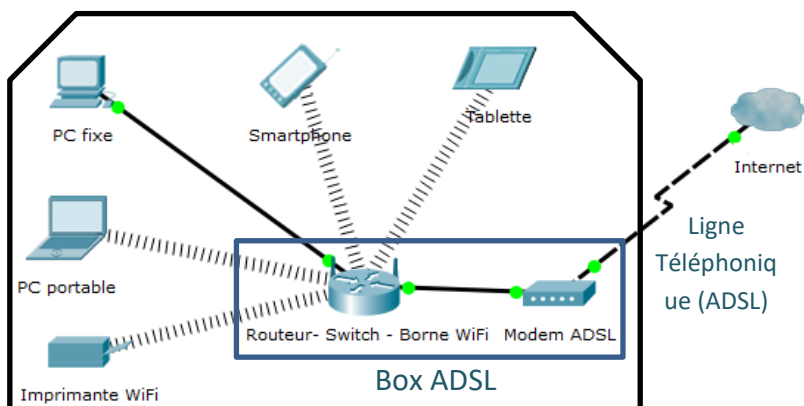 PC fixe
Smartphone
Tablette
Internet
PC portable
Ligne
Téléphoniq
ue (ADSL)
Routeur- Switch - Borne WiFi
Modem ADSL
Box ADSL
Imprimante WiFi